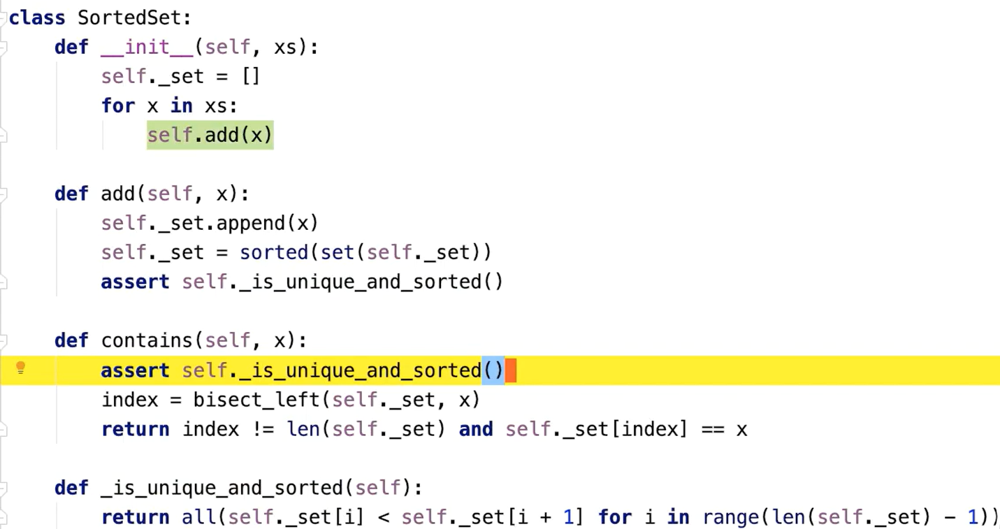 class SortedSet:
    def __init__(self, xs):
        self._set = []
        for x in xs:
            self.add(x)

    def add(self, x):
        self._set.append(x)
        self._set = sorted(set(self._set))
        assert self._is_unique_and_sorted()

    def contains(self, x):
        assert self._is_unique_and_sorted()
        index = bisect_left(self._set, x)
        return index != len(self._set) and self._set[index] == x

    def _is_unique_and_sorted(self):
        return all(self._set[i] < self._set[i + 1] for i in range(len(self._set) - 1))